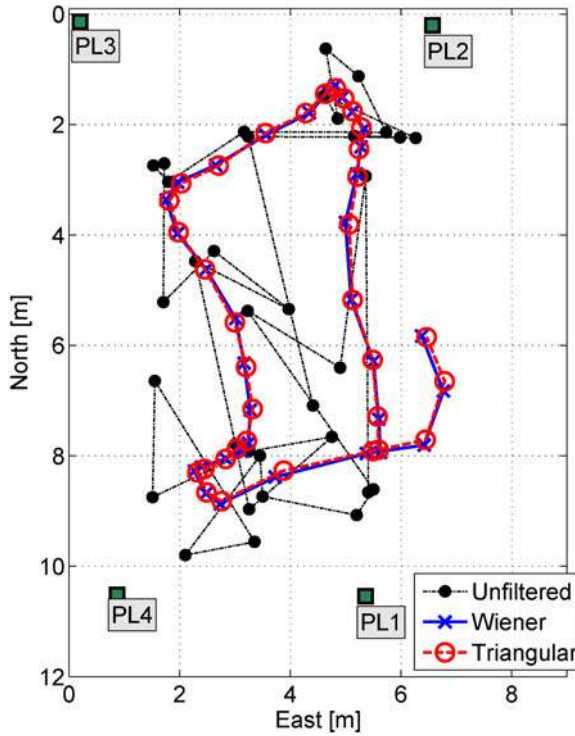 0
PL3
PL2
2
4
North [m]
6
8
10
PL4
PL1
Unfiltered
Wiener
Triangular
12
0
2
4
6
8
East [m]